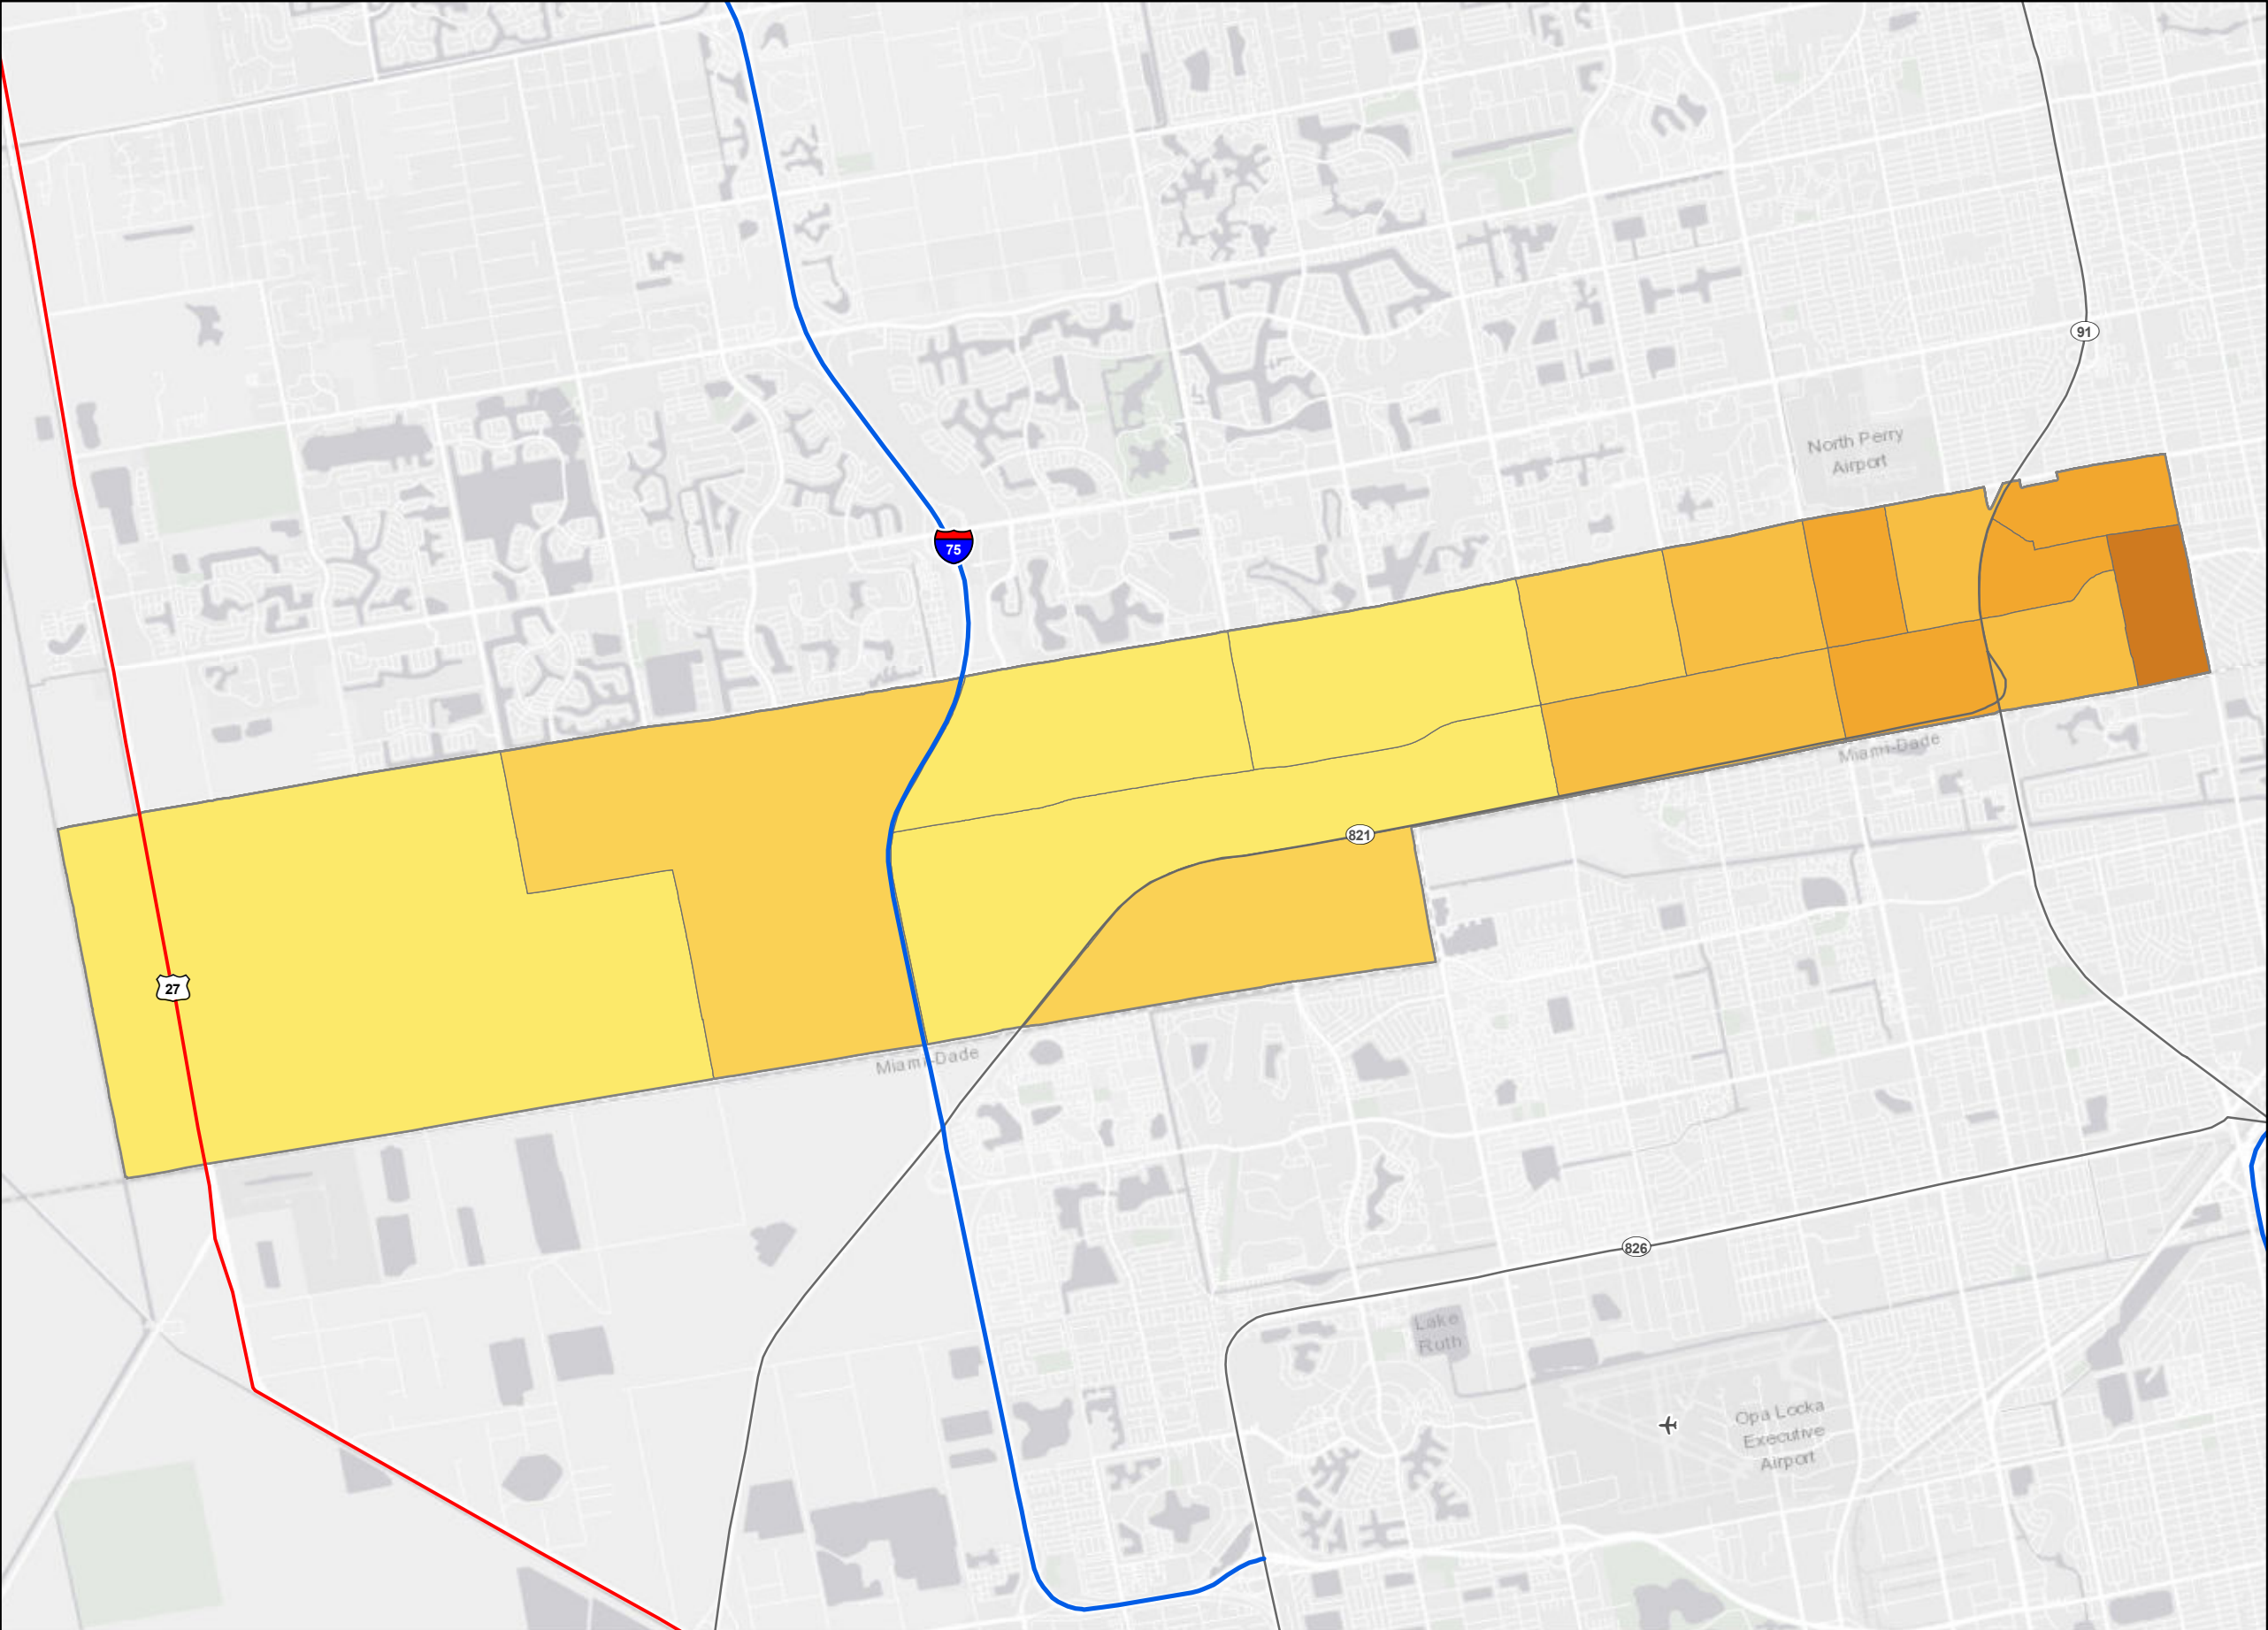 91
North Perry
Airport
75
Miami-Dade
821
27
Miami-Dade
826
Lake
Ruth
Opa Locka
Executive
Airport